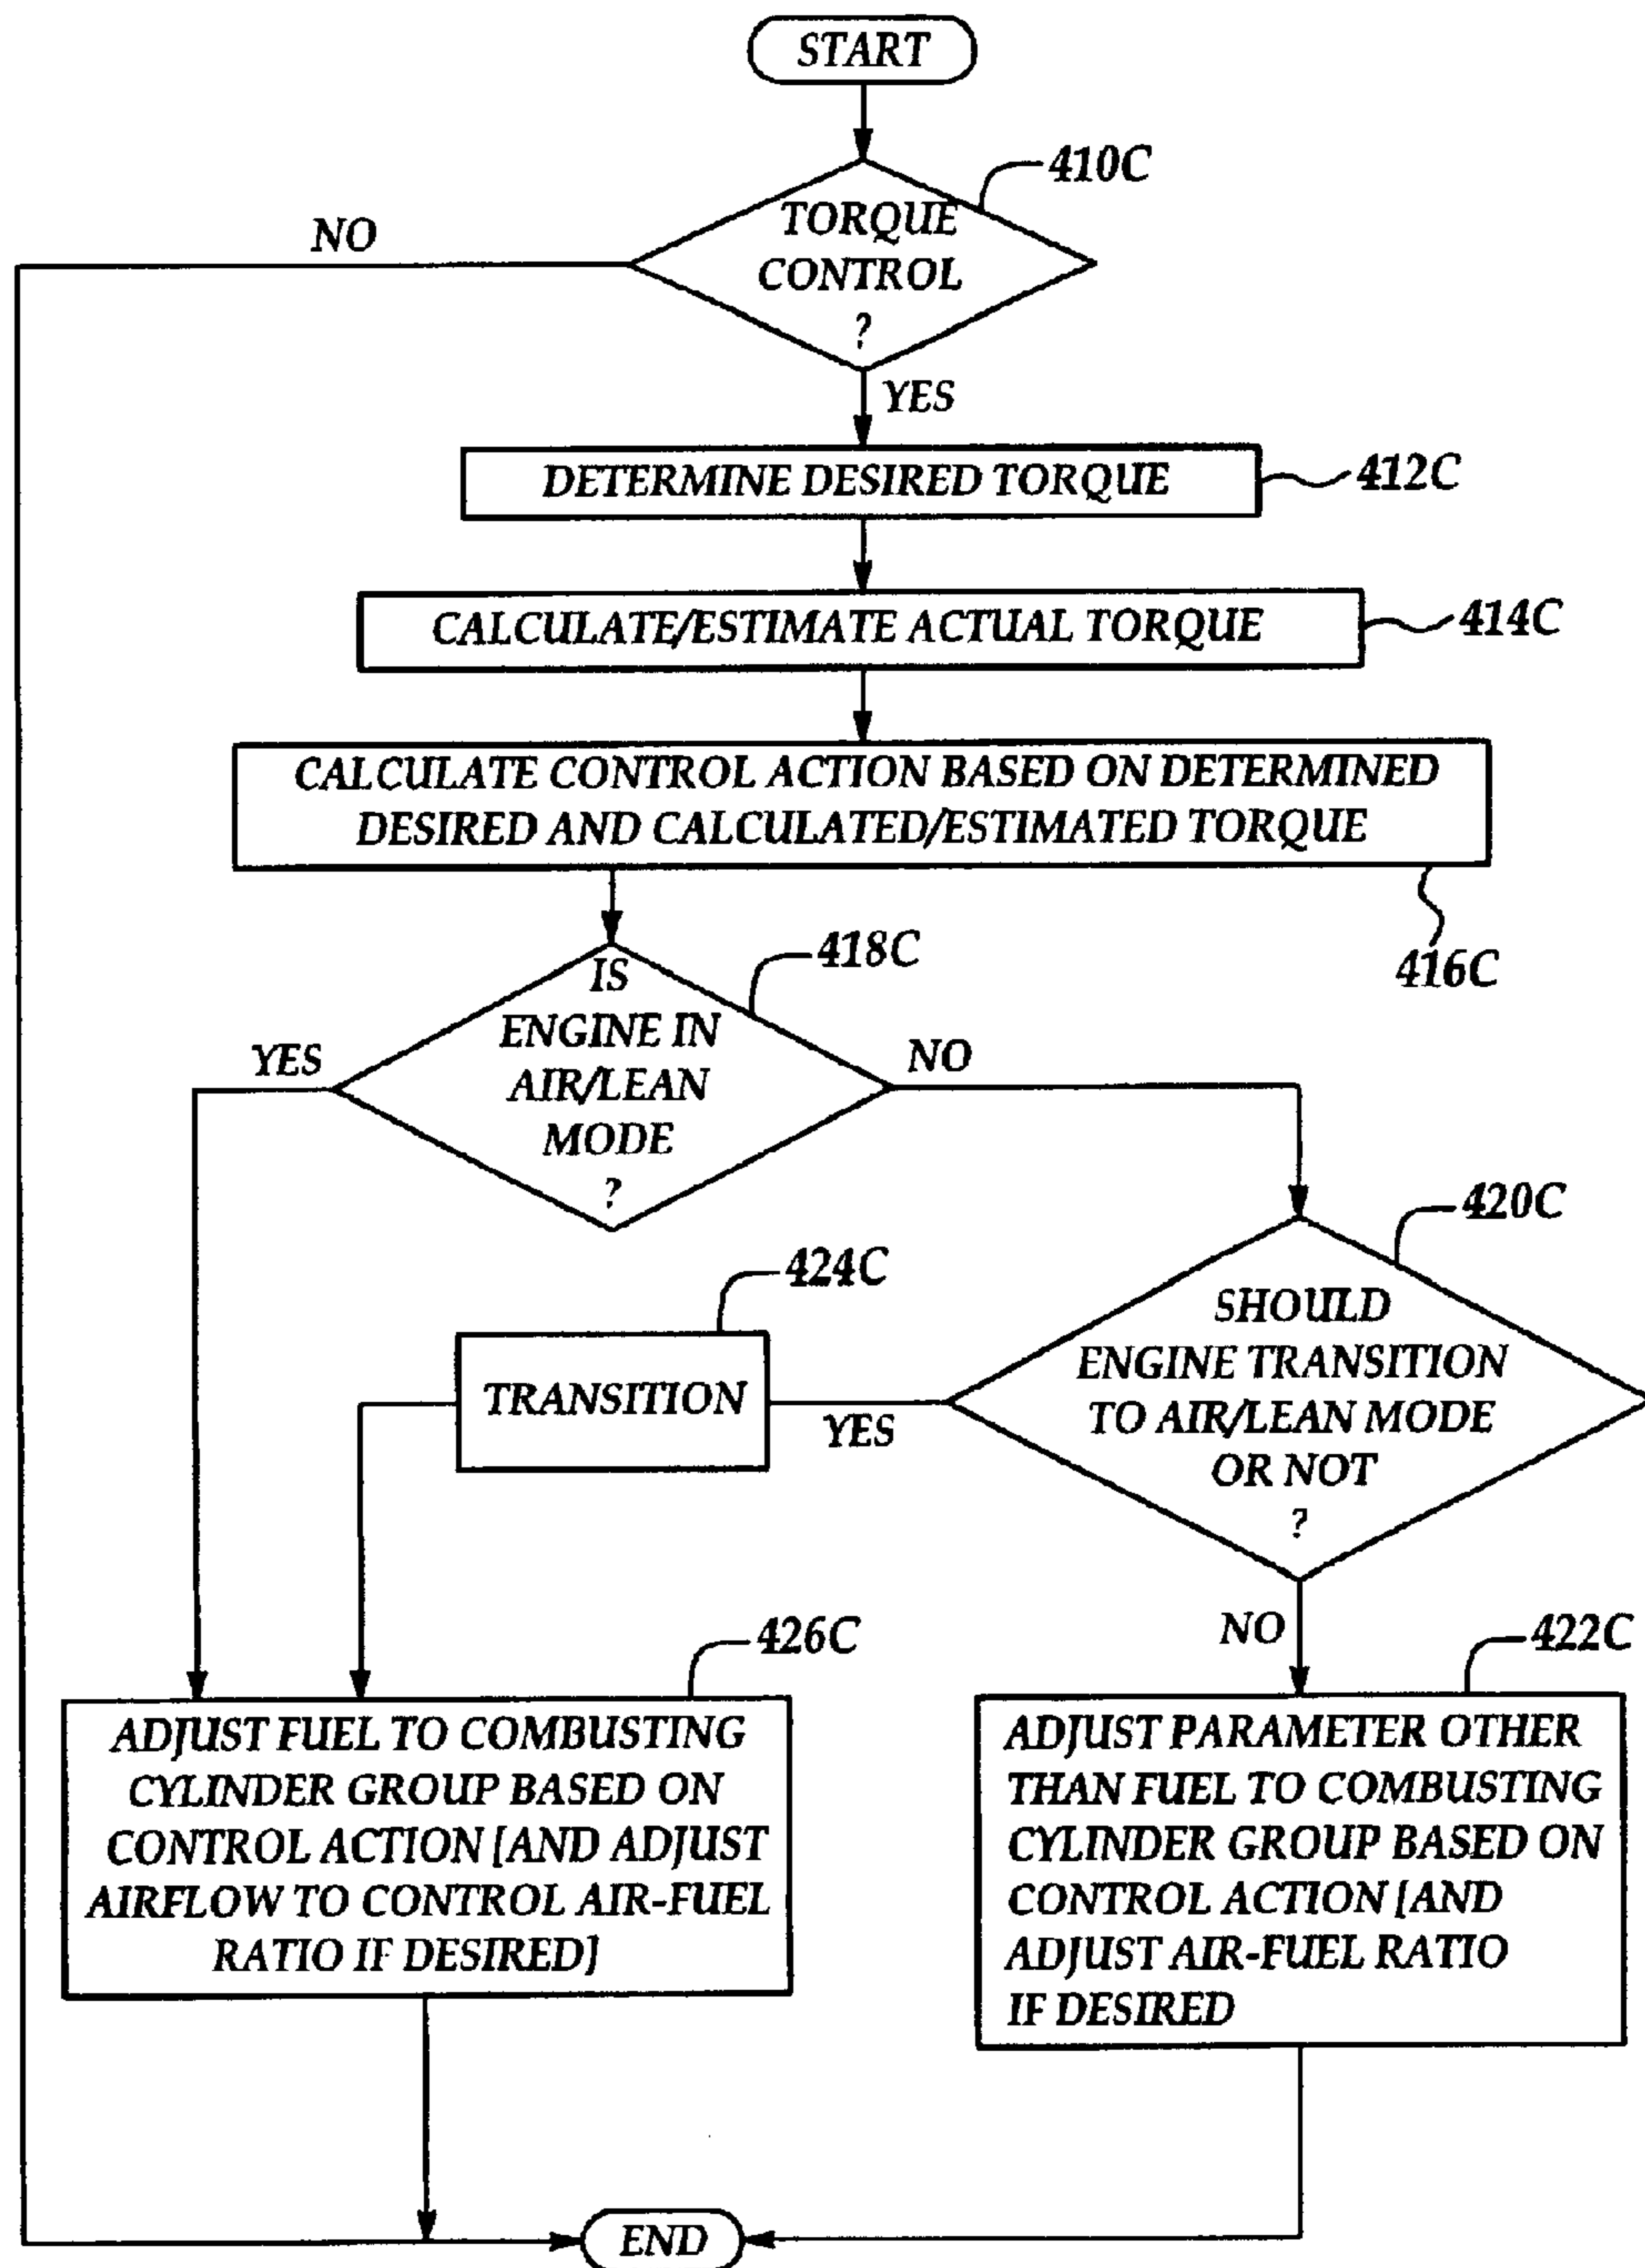 START
410C
NO
TORQUE
CONTROL
?
YES
DETERMINE DESIRED TORQUE
412C
CALCULATE/ESTIMATE ACTUAL TORQUE
414C
CALCULATE CONTROL ACTION BASED ON DETERMINED
DESIRED AND CALCULATED/ESTIMATED TORQUE
416C
418C
IS
ENGINE IN
AIR/LEAN
MODE
?
YES
NO
420C
424C
SHOULD
ENGINE TRANSITION
TO AIR/LEAN MODE
OR NOT
?
TRANSITION
YES
NO
426C
422C
ADJUST FUEL TO COMBUSTING
CYLINDER GROUP BASED ON
CONTROL ACTION [AND ADJUST
AIRFLOW TO CONTROL AIR-FUEL
RATIO IF DESIRED]
ADJUST PARAMETER OTHER
THAN FUEL TO COMBUSTING
CYLINDER GROUP BASED ON
CONTROL ACTION [AND
ADJUST AIR-FUEL RATIO
IF DESIRED
END